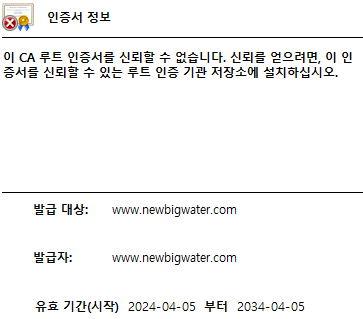 인증서 정보
이 CA 루트 인증서를 신뢰할 수 없습니다. 신뢰를 얻으려면, 이 인
증서를 신뢰할 수 있는 루트 인증 기관 저장소에 설치하십시오.
발급 대상: www.newbigwater.com
발급자: www.newbigwater.com
유효 기간(시작) 2024-04-05 부터 2034-04-05